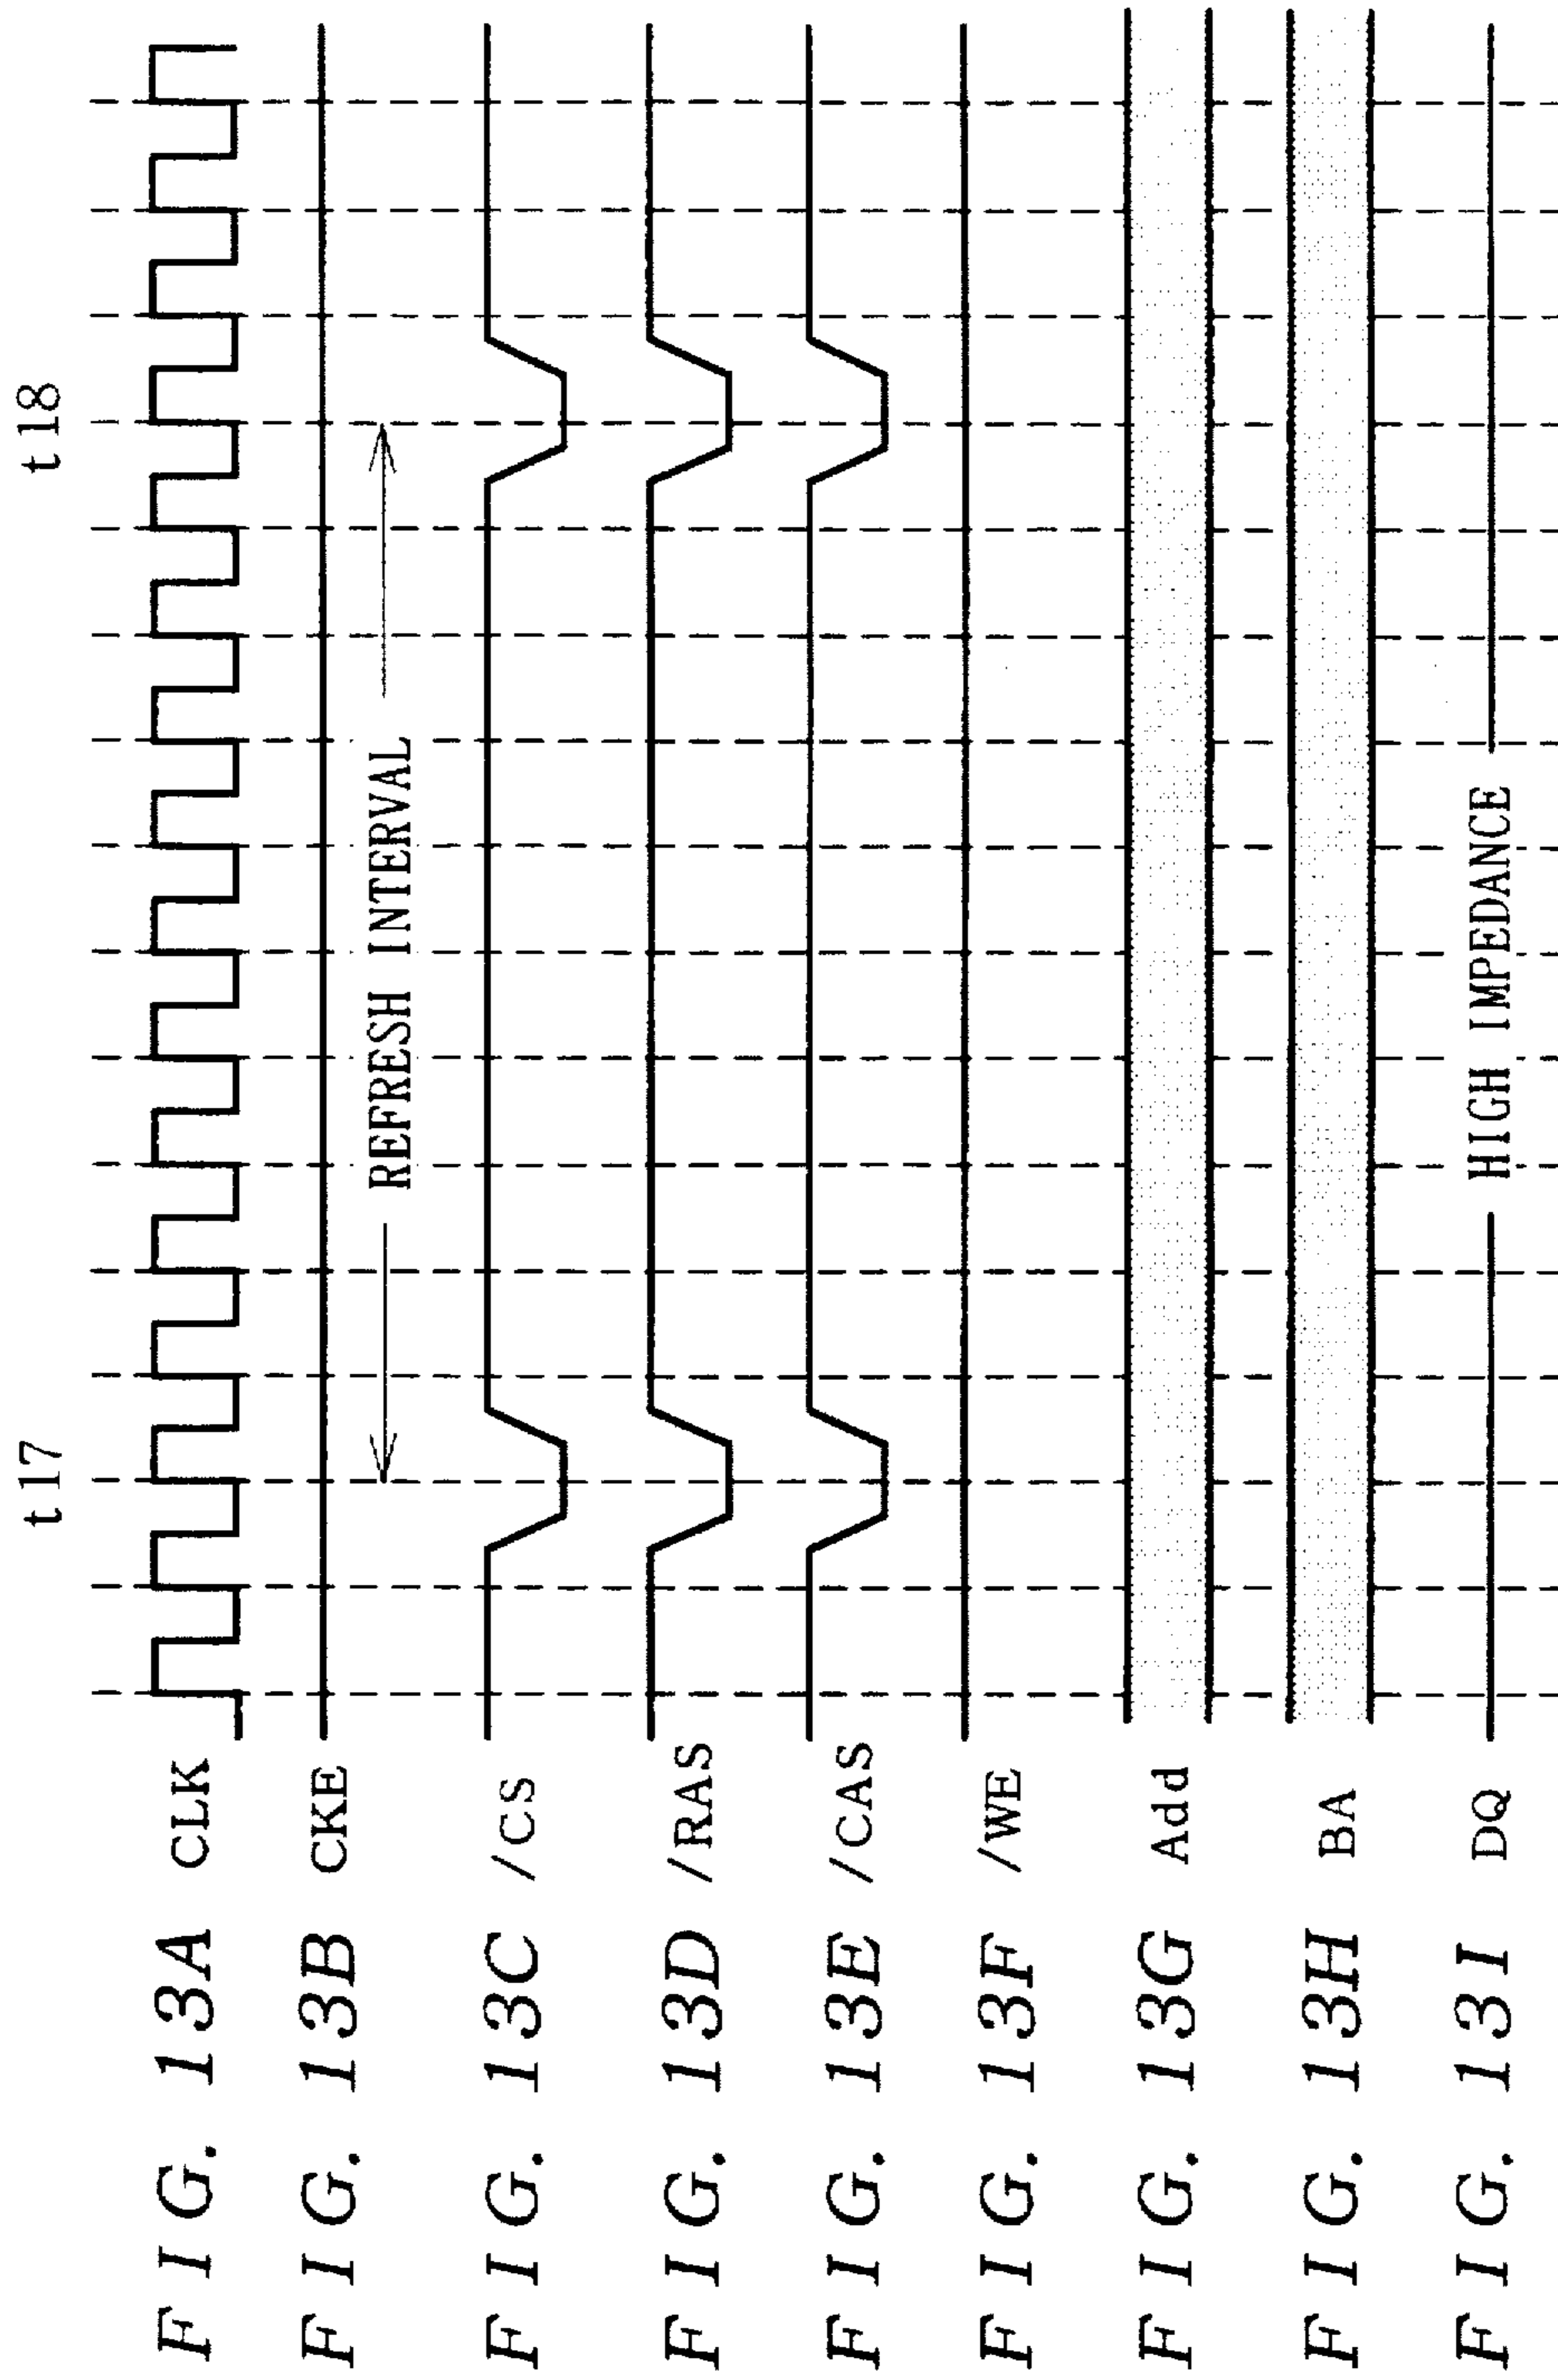 t17
t18
FIG. 13A CLK
FIG. 13B CKE
REFRESH INTERVAL
FIG. 13C /CS
FIG. 13D /RAS
FIG. 13E /CAS
FIG. 13F /WE
FIG. 13G Add
FIG. 13H BA
FIG. 13I DQ
HIGH IMPEDANCE